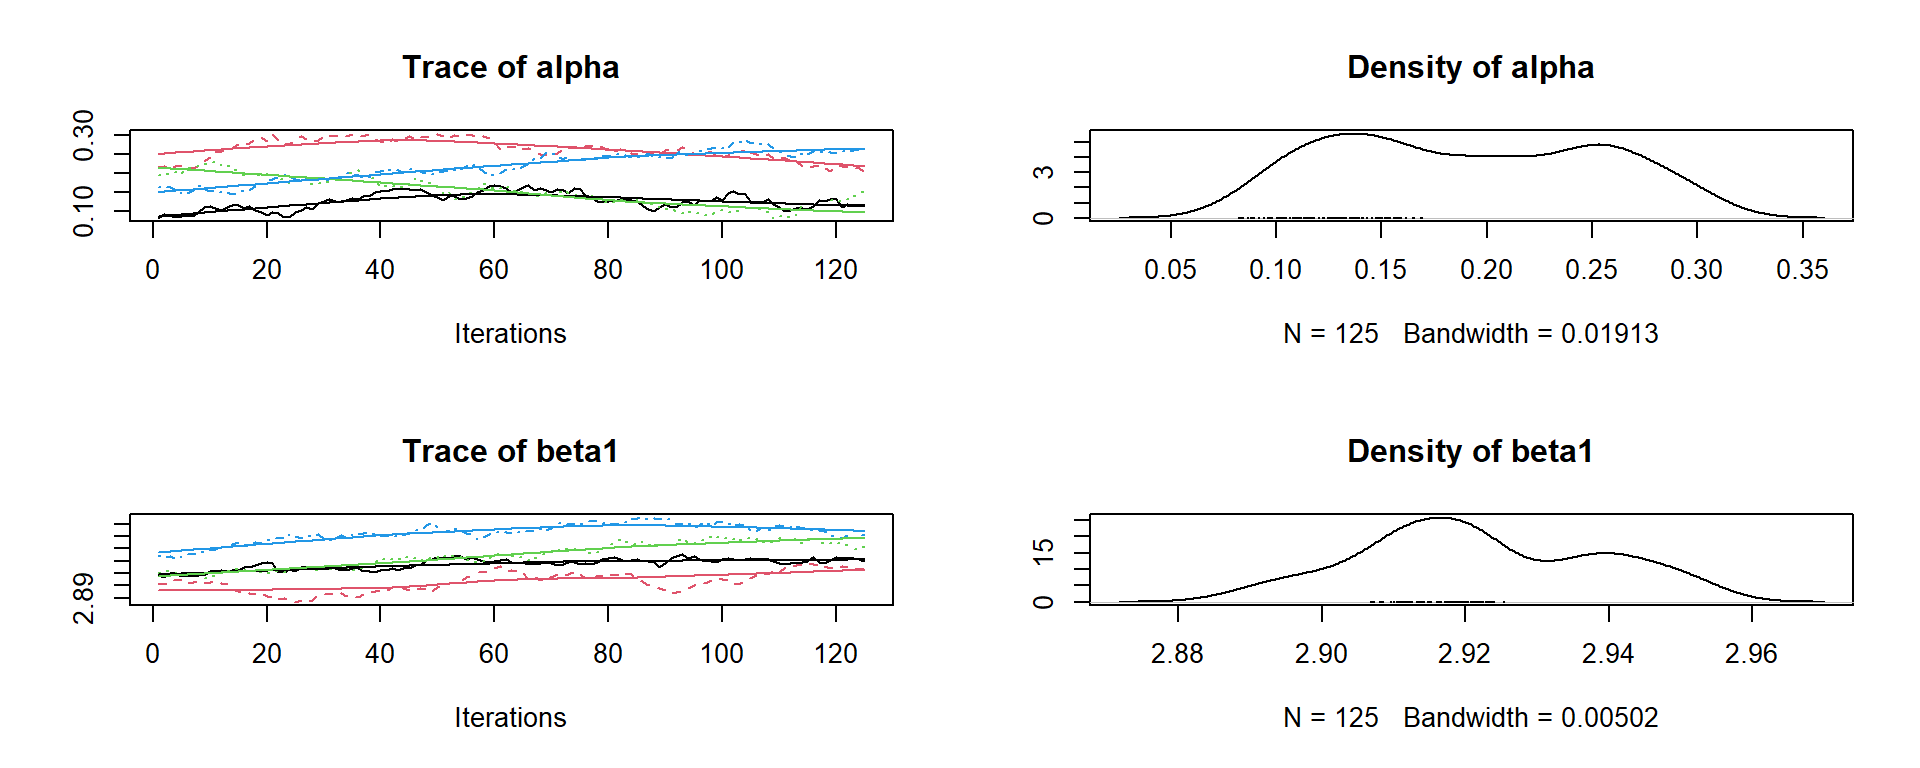 Trace of alpha
0.10 0.30
0 20 40 60 80 100 120
Iterations
Density of alpha
0 3
0.05 0.10 0.15 0.20 0.25 0.30 0.35
N = 125 Bandwidth = 0.01913
Trace of beta1
2.89
0 20 40 60 80 100 120
Iterations
Density of beta1
0 15
2.88 2.90 2.92 2.94 2.96
N = 125 Bandwidth = 0.00502